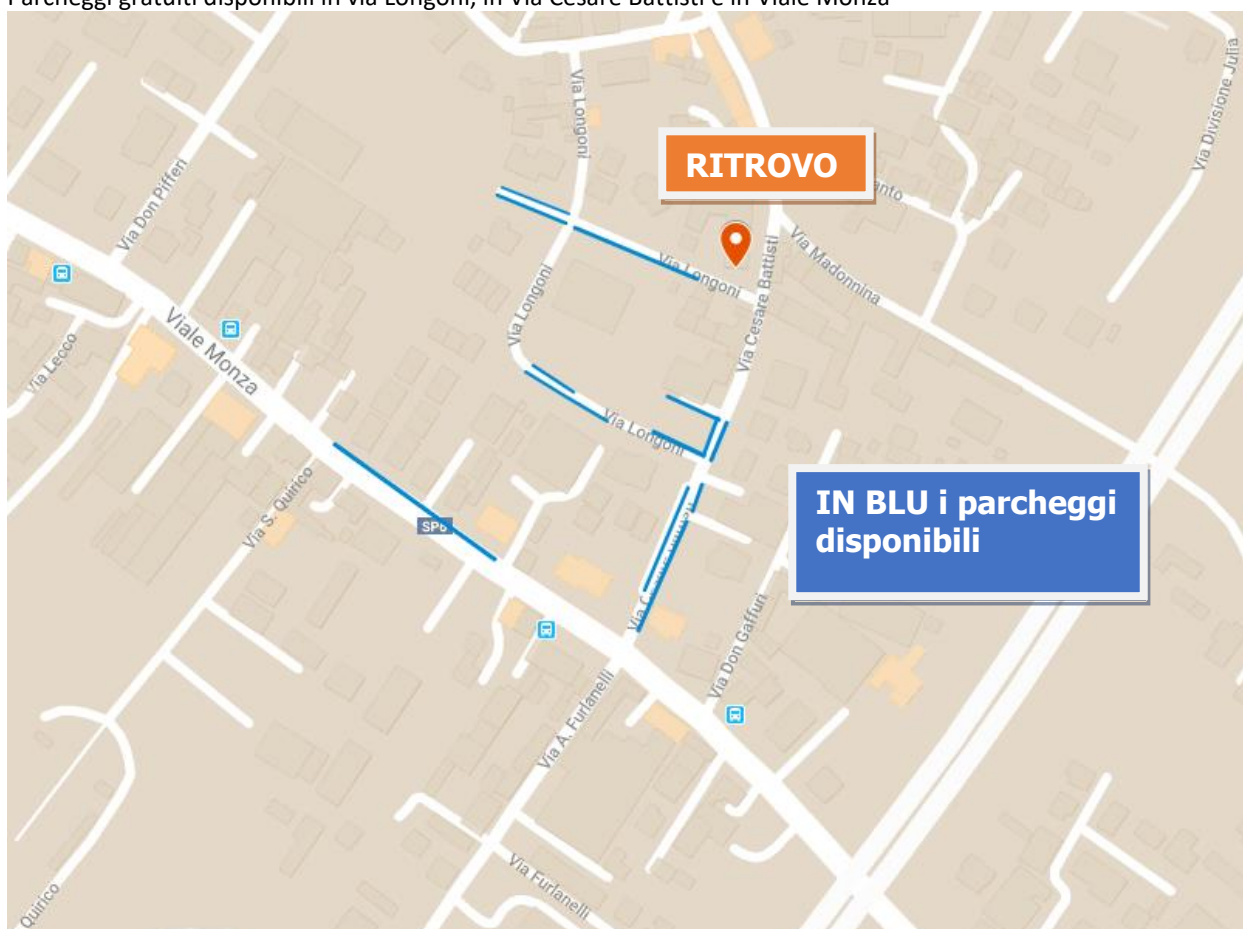 Parcheggi gratuiti disponibili in via Longoni, in Via Cesare Battisti e in Viale Monza
Via Longoni
Via Divisione Julia
RITROVO
Via Don Pifferi
anto
Via Longoni
Via Cesare Battisti
Via Madonnina
Via Longoni
Viale Monza
Via Lecco
Via Longoni
Via S. Quirico
IN BLU i parcheggi
disponibili
SP6
Via
Via Don Gaffuri
Via A. Furlanelli
Via Furlanelli
Quirico